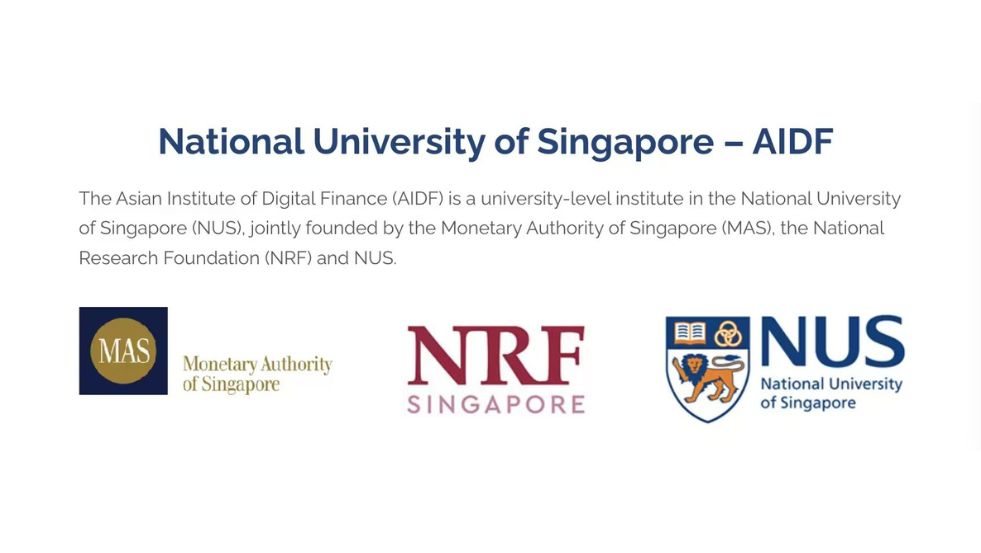 National University of Singapore – AIDF
The Asian Institute of Digital Finance (AIDF) is a university-level institute in the National University
of Singapore (NUS), jointly founded by the Monetary Authority of Singapore (MAS), the National
Research Foundation (NRF) and NUS.
MAS
Monetary Authority
of Singapore
NRF
SINGAPORE
NUS
National University
of Singapore